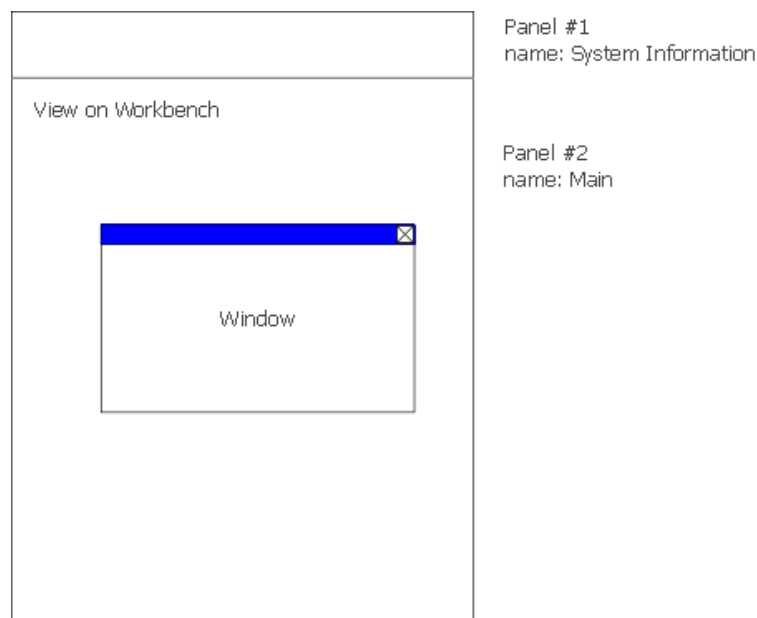 Panel #1
name: System Information
View on Workbench
Panel #2
name: Main
Window